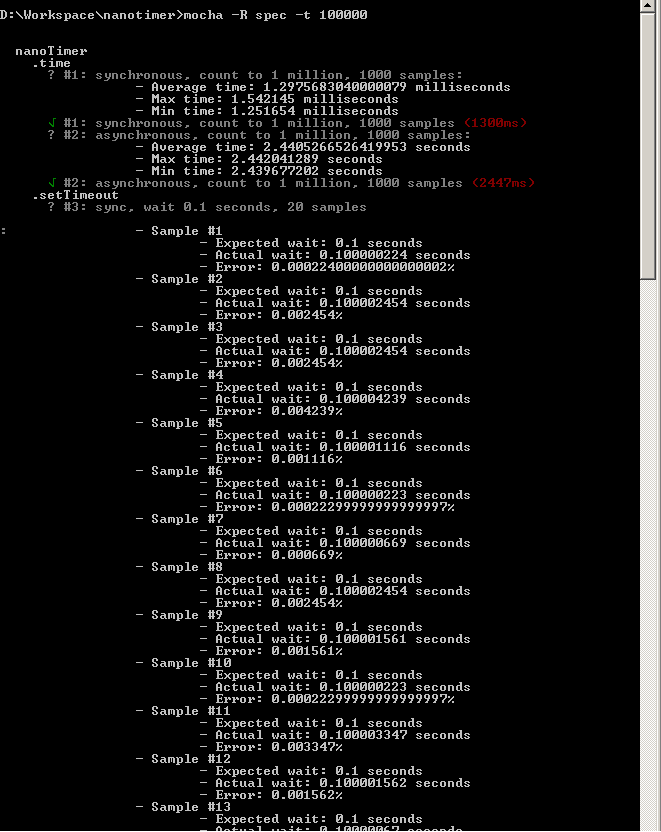 D:\Workspace\nanotimer>mocha -R spec -t 100000
nanoTimer
.time
? #1: synchronous, count to 1 million, 1000 samples:
- Average time: 1.2975683040000079 milliseconds
- Max time: 1.542145 milliseconds
- Min time: 1.251654 milliseconds
√ #1: synchronous, count to 1 million, 1000 samples (1300ms)
? #2: asynchronous, count to 1 million, 1000 samples:
- Average time: 2.4405266526419953 seconds
- Max time: 2.442041289 seconds
- Min time: 2.439677202 seconds
√ #2: asynchronous, count to 1 million, 1000 samples (2447ms)
.setTimeout
? #3: sync, wait 0.1 seconds, 20 samples
: - Sample #1
- Expected wait: 0.1 seconds
- Actual wait: 0.100000224 seconds
- Error: 0.00022400000000000002%
- Sample #2
- Expected wait: 0.1 seconds
- Actual wait: 0.100002454 seconds
- Error: 0.002454%
- Sample #3
- Expected wait: 0.1 seconds
- Actual wait: 0.100002454 seconds
- Error: 0.002454%
- Sample #4
- Expected wait: 0.1 seconds
- Actual wait: 0.100004239 seconds
- Error: 0.004239%
- Sample #5
- Expected wait: 0.1 seconds
- Actual wait: 0.100001116 seconds
- Error: 0.001116%
- Sample #6
- Expected wait: 0.1 seconds
- Actual wait: 0.100000223 seconds
- Error: 0.00022299999999999997%
- Sample #7
- Expected wait: 0.1 seconds
- Actual wait: 0.100000669 seconds
- Error: 0.000669%
- Sample #8
- Expected wait: 0.1 seconds
- Actual wait: 0.100002454 seconds
- Error: 0.002454%
- Sample #9
- Expected wait: 0.1 seconds
- Actual wait: 0.100001561 seconds
- Error: 0.001561%
- Sample #10
- Expected wait: 0.1 seconds
- Actual wait: 0.100000223 seconds
- Error: 0.00022299999999999997%
- Sample #11
- Expected wait: 0.1 seconds
- Actual wait: 0.100003347 seconds
- Error: 0.003347%
- Sample #12
- Expected wait: 0.1 seconds
- Actual wait: 0.100001562 seconds
- Error: 0.001562%
- Sample #13
- Expected wait: 0.1 seconds
- Actual wait: seconds